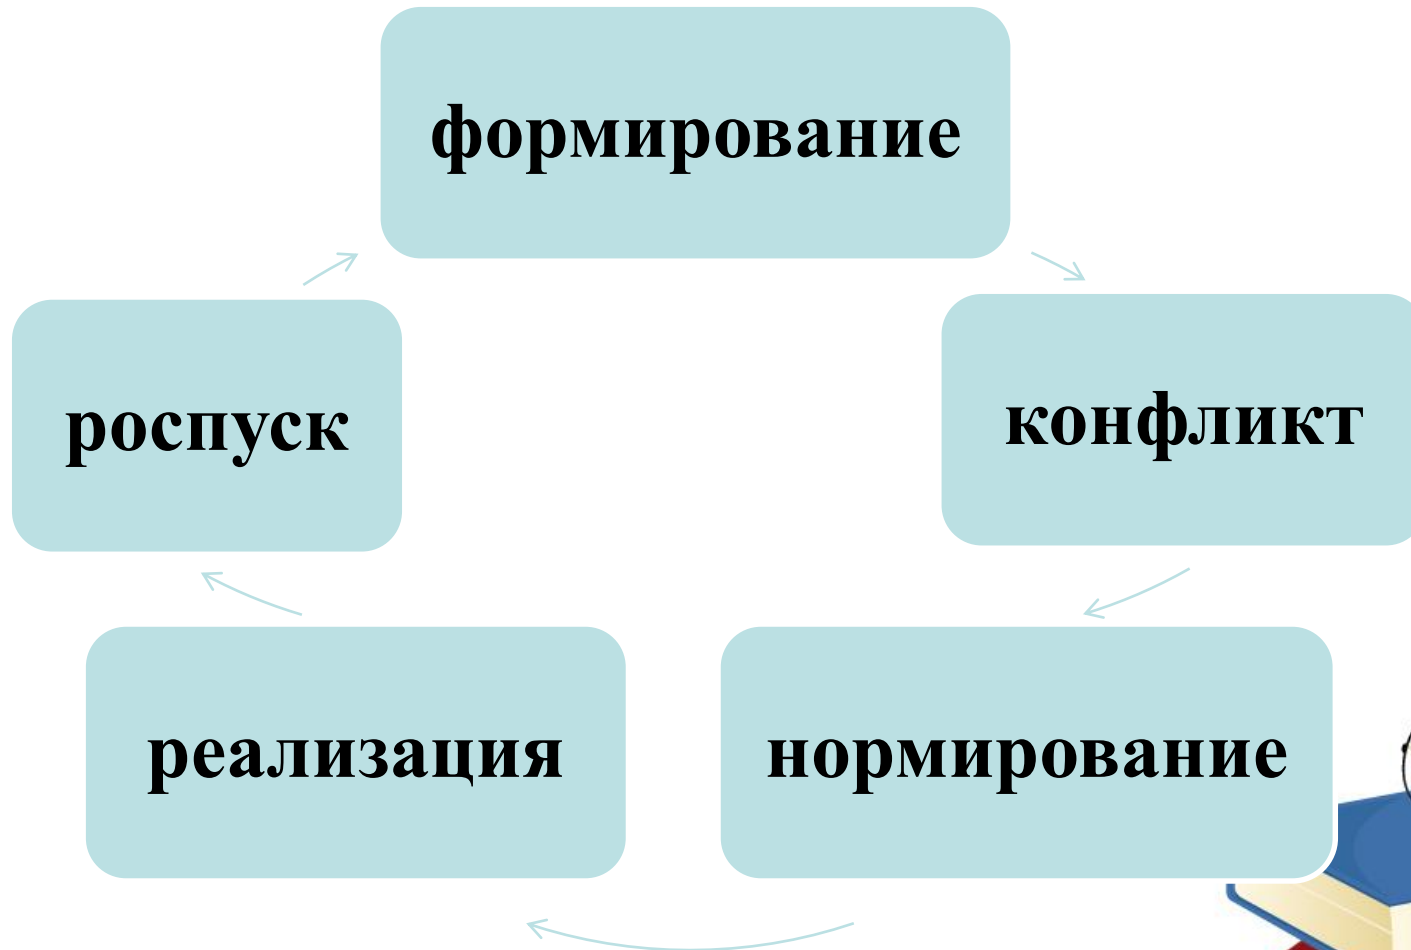 формирование
конфликт
нормирование
реализация
роспуск